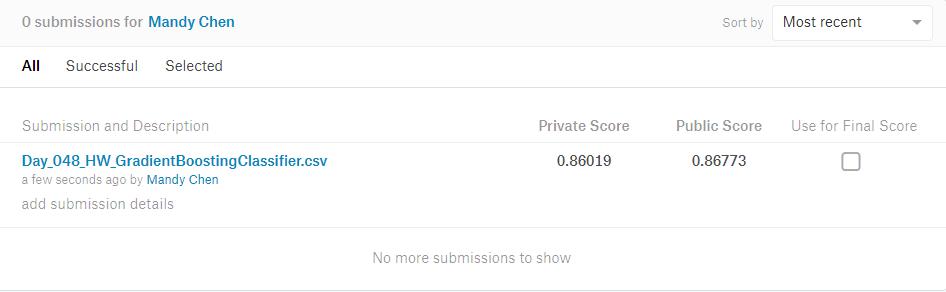 0 submissions for Mandy Chen Sort by Most recent
All Successful Selected
Submission and Description Private Score Public Score Use for Final Score
Day_048_HW_GradientBoostingClassifier.csv 0.86019 0.86773
a few seconds ago by Mandy Chen
add submission details
No more submissions to show